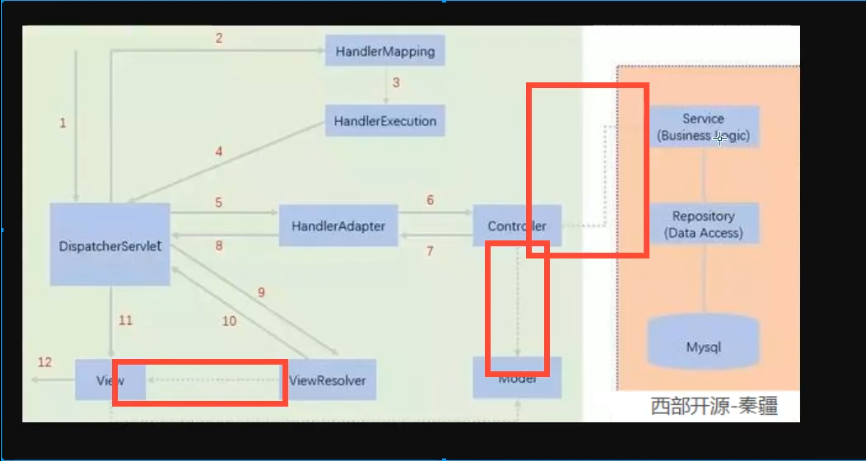 2
HandlerMapping
3
1
HandlerExecution
Service
(Business Logic)
4
5
6
HandlerAdapter
Controller
Repository
(Data Access)
DispatcherServlet
8
7
9
10
11
Mysql
12
View
ViewResolver
Model
西部开源-秦疆